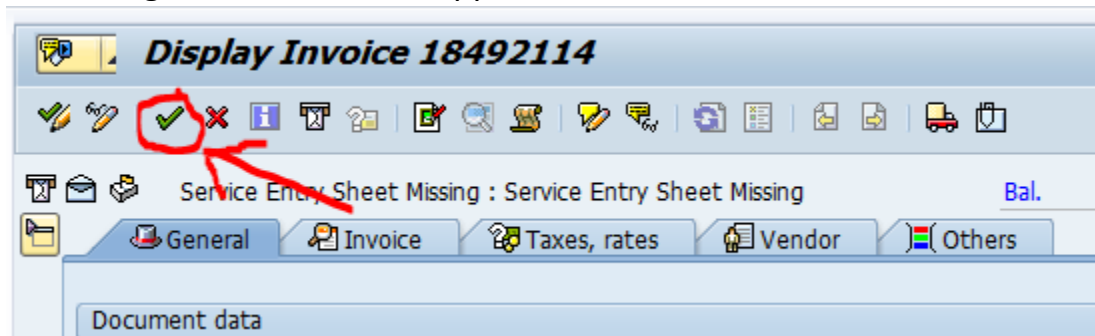 Display Invoice 18492114
Service Entry Sheet Missing : Service Entry Sheet Missing Bal.
General Invoice Taxes, rates Vendor Others
Document data